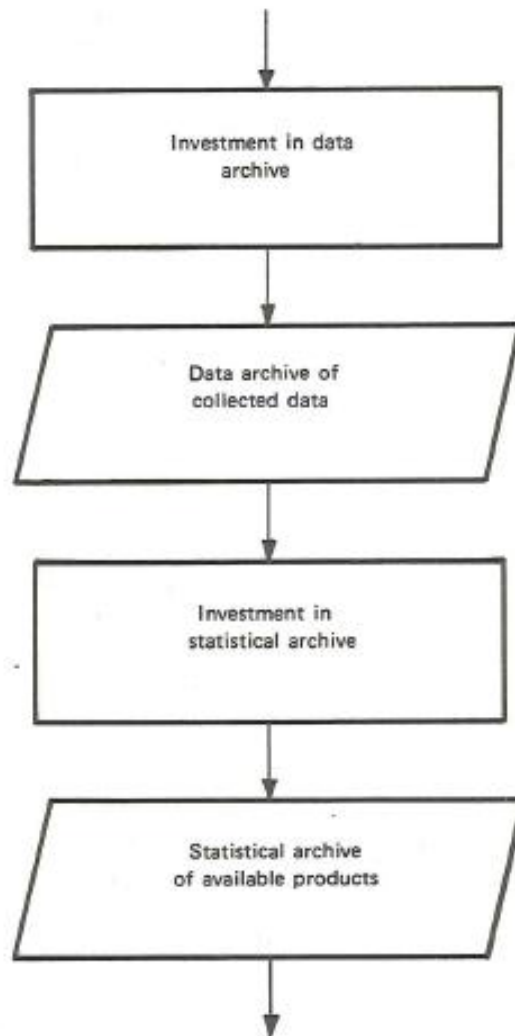 Investment in data
archive
Data archive of
collected data
Investment in
statistical archive
Statistical archive
of available products